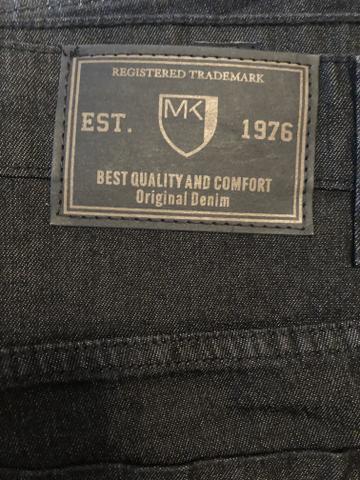 REGISTERED TRADEMARK
MK
EST. 1976
BEST QUALITY AND COMFORT
Original Denim